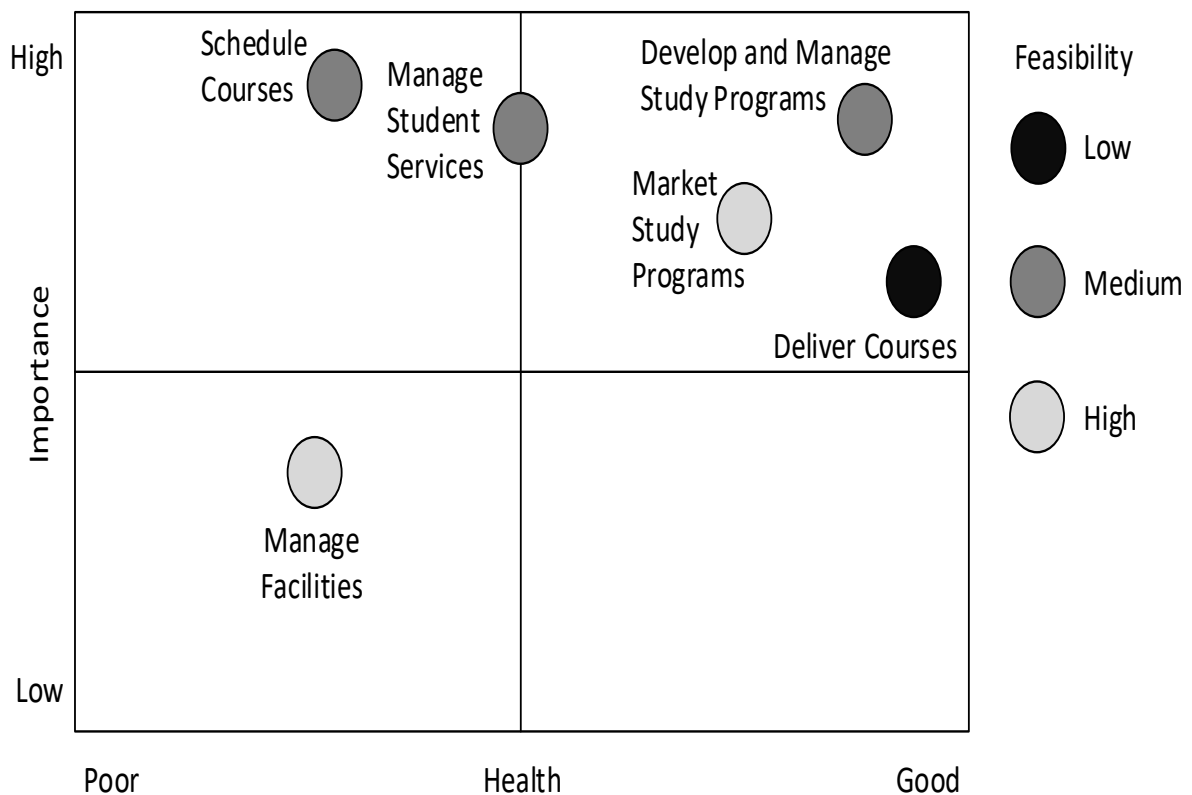 High
Schedule
Courses
Manage
Student
Services
Develop and Manage
Study Programs
Market
Study
Programs
Deliver Courses
Importance
Manage
Facilities
Low
Poor
Health
Good
Feasibility
Low
Medium
High